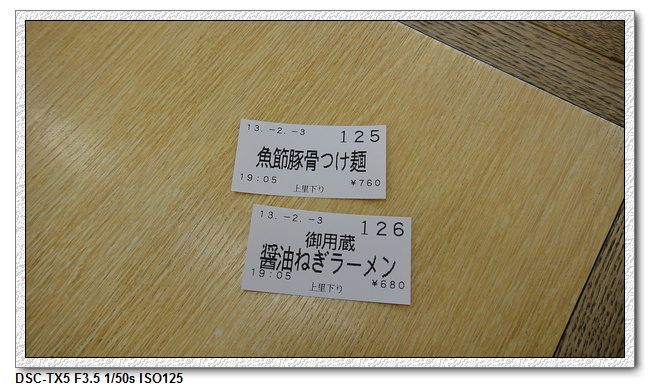 13.-2.-3 125
魚節豚骨つけ麺
19:05 ¥760
上里下り
13.-2.-3 126
御用蔵
醤油ねぎラーメン
19:05 ¥680
上里下り
DSC-TX5 F3.5 1/50s ISO125